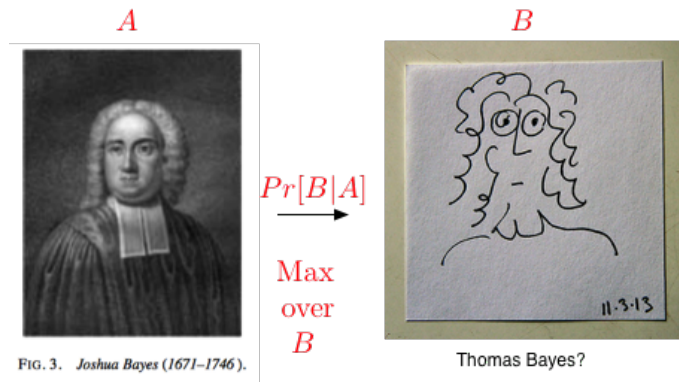 A
B
Pr[B|A]
Max
over
B
11.3.13
FIG. 3. Joshua Bayes (1671–1746).
Thomas Bayes?